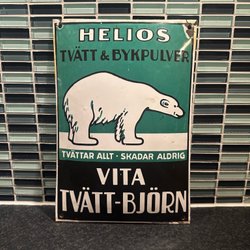 HELIOS
TVÄTT & BYKPULVER
TVÄTTAR ALLT · SKADAR ALDRIG
VITA
TVÄTT-BJÖRN